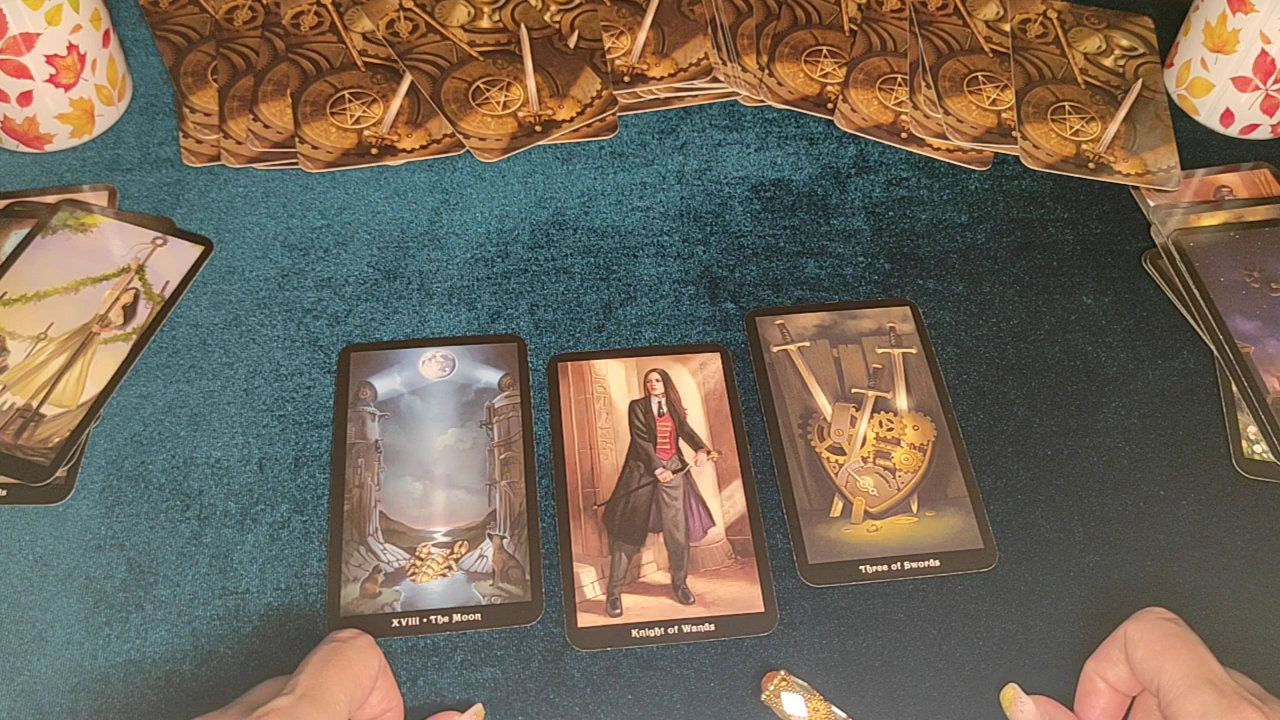 XVIII • The Moon
Knight of Wands
Three of Swords